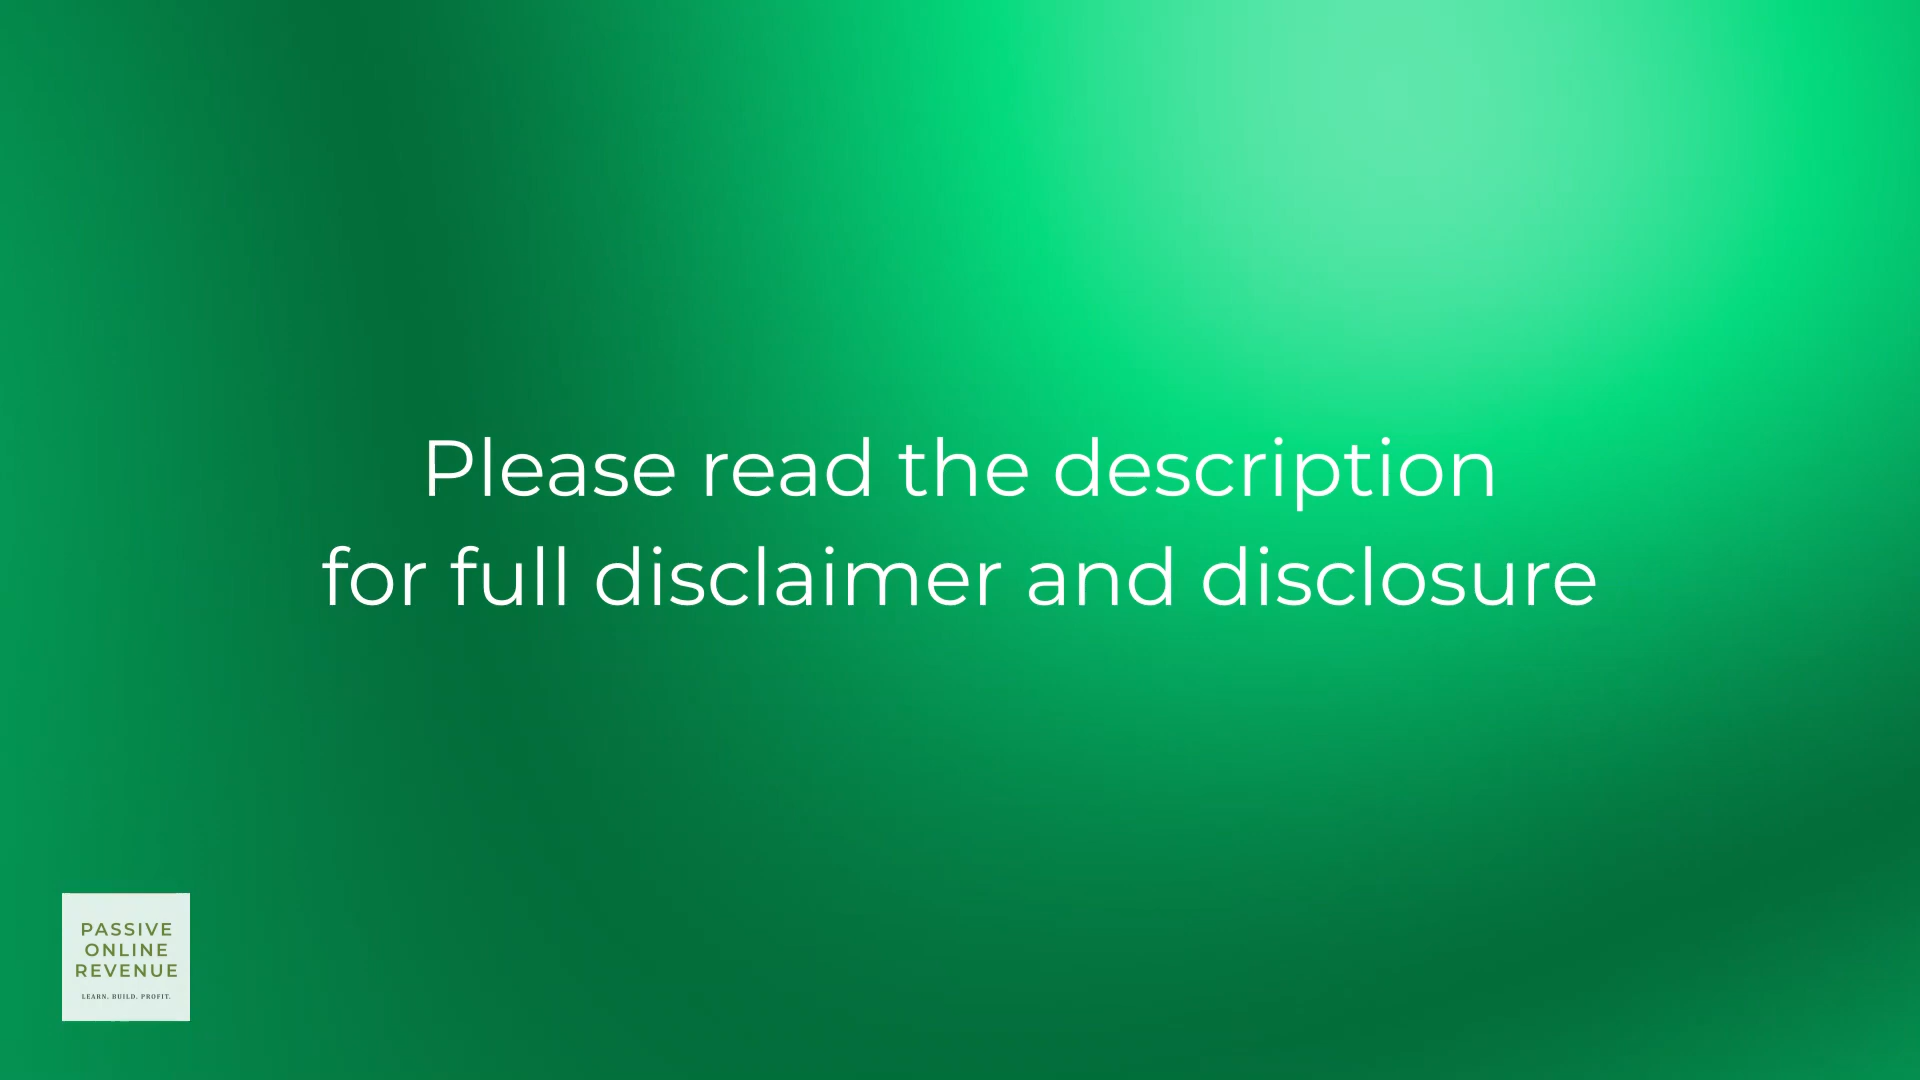 Please read the description
for full disclaimer and disclosure
PASSIVE
ONLINE
REVENUE
LEARN. BUILD. PROFIT.